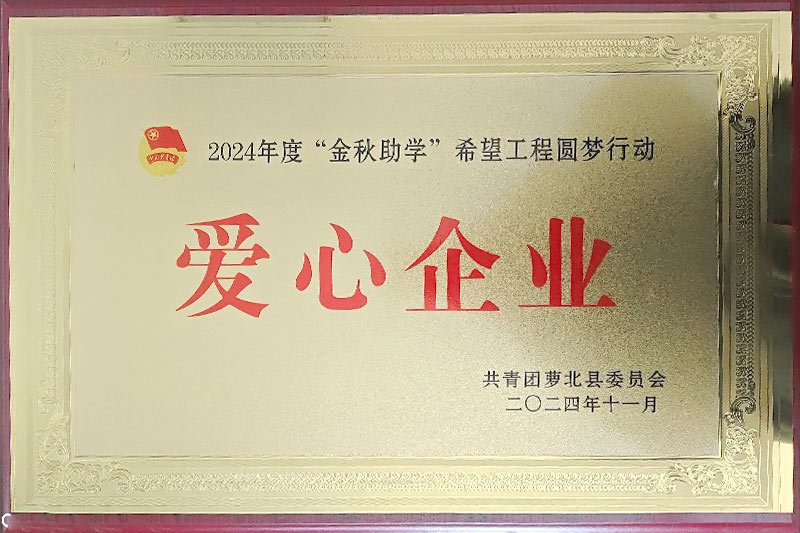 2024年度“金秋助学”希望工程圆梦行动
爱心企业
共青团萝北县委员会
二〇二四年十一月